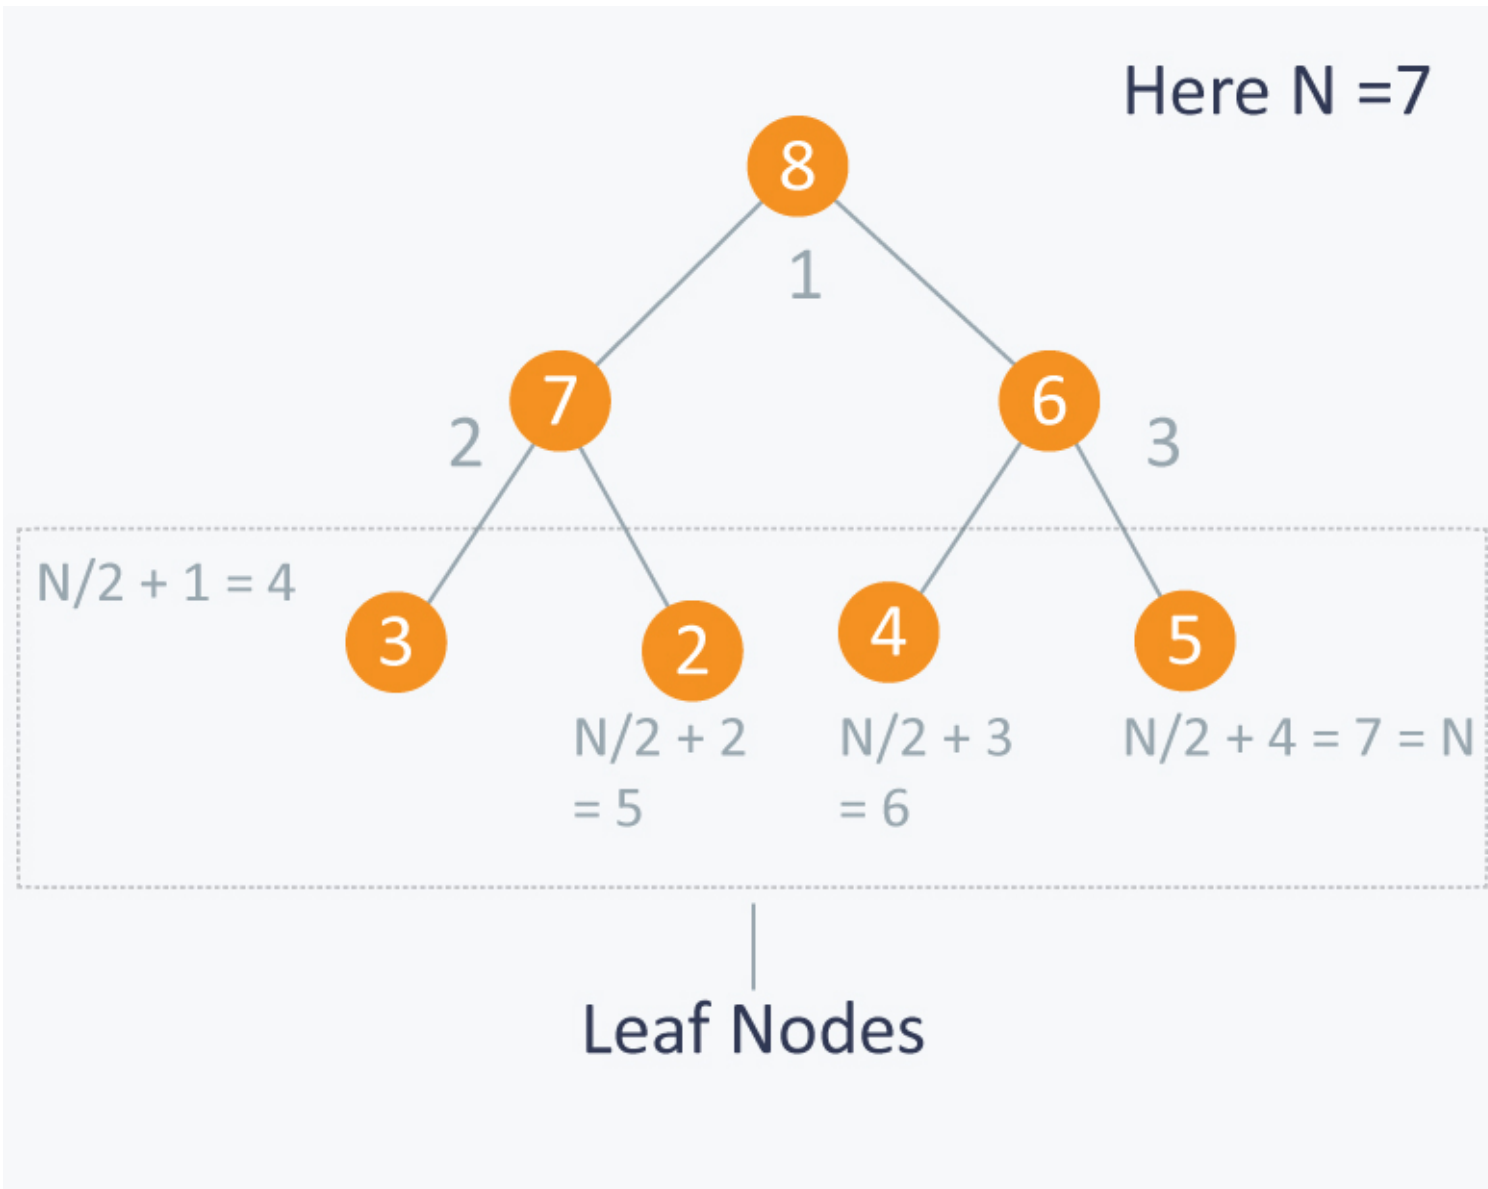 Here N =7
8
1
7
6
2
3
N/2 + 1 = 4
3
2
4
5
N/2 + 2
= 5
N/2 + 3
= 6
N/2 + 4 = 7 = N
Leaf Nodes